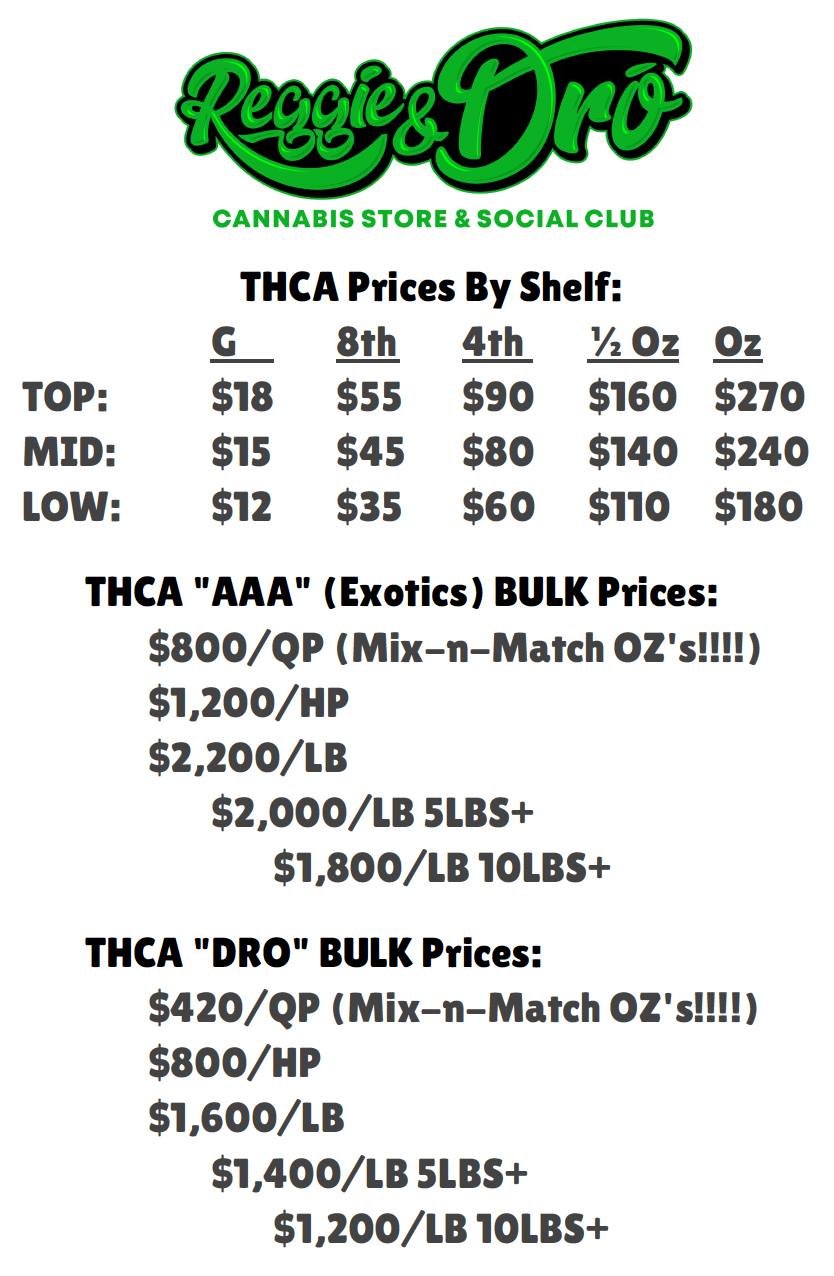 Reggie & Dró
CANNABIS STORE & SOCIAL CLUB
THCA Prices By Shelf:
G 8th 4th ½ Oz Oz
TOP: $18 $55 $90 $160 $270
MID: $15 $45 $80 $140 $240
LOW: $12 $35 $60 $110 $180
THCA "AAA" (Exotics) BULK Prices:
$800/QP (Mix-n-Match OZ's!!!!)
$1,200/HP
$2,200/LB
$2,000/LB 5LBS+
$1,800/LB 10LBS+
THCA "DRO" BULK Prices:
$420/QP (Mix-n-Match OZ's!!!!)
$800/HP
$1,600/LB
$1,400/LB 5LBS+
$1,200/LB 10LBS+